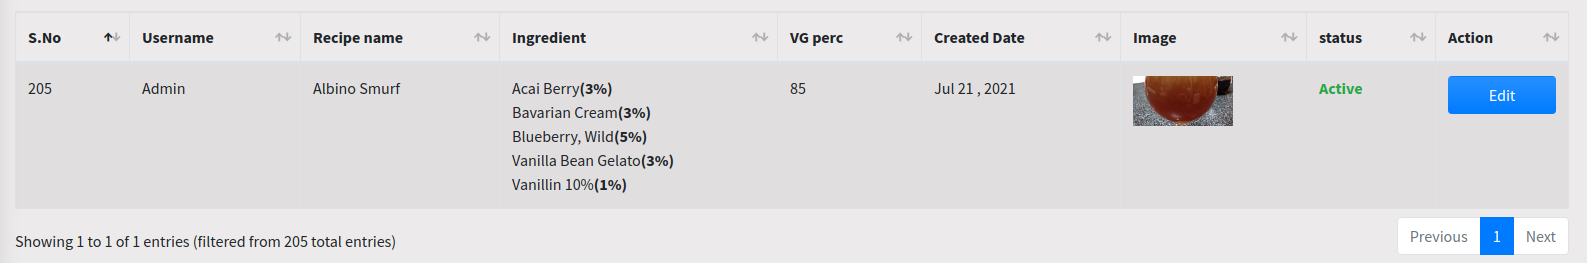 S.No Username Recipe name Ingredient VG perc Created Date Image status Action
205 Admin Albino Smurf Acai Berry(3%) 85 Jul 21 , 2021 Active Edit
Bavarian Cream(3%)
Blueberry, Wild(5%)
Vanilla Bean Gelato(3%)
Vanillin 10%(1%)
Showing 1 to 1 of 1 entries (filtered from 205 total entries) Previous 1 Next